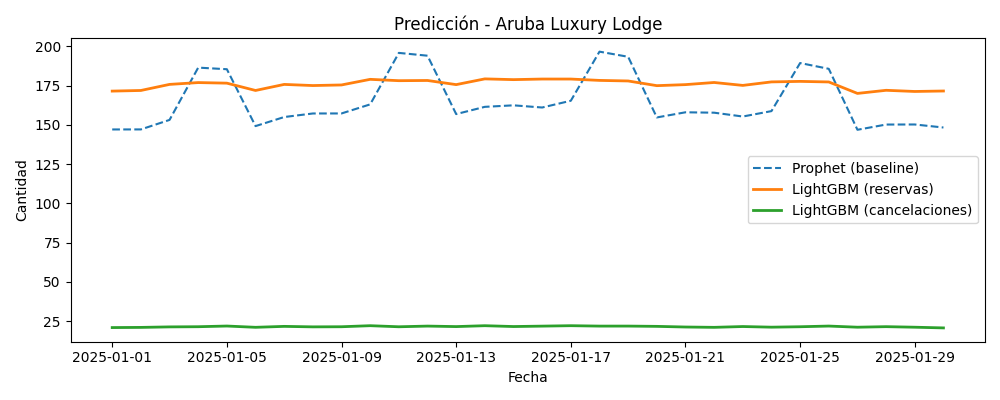 Predicción - Aruba Luxury Lodge
200
175
150
125
100
75
50
25
Cantidad
Prophet (baseline)
LightGBM (reservas)
LightGBM (cancelaciones)
2025-01-01
2025-01-05
2025-01-09
2025-01-13
2025-01-17
2025-01-21
2025-01-25
2025-01-29
Fecha